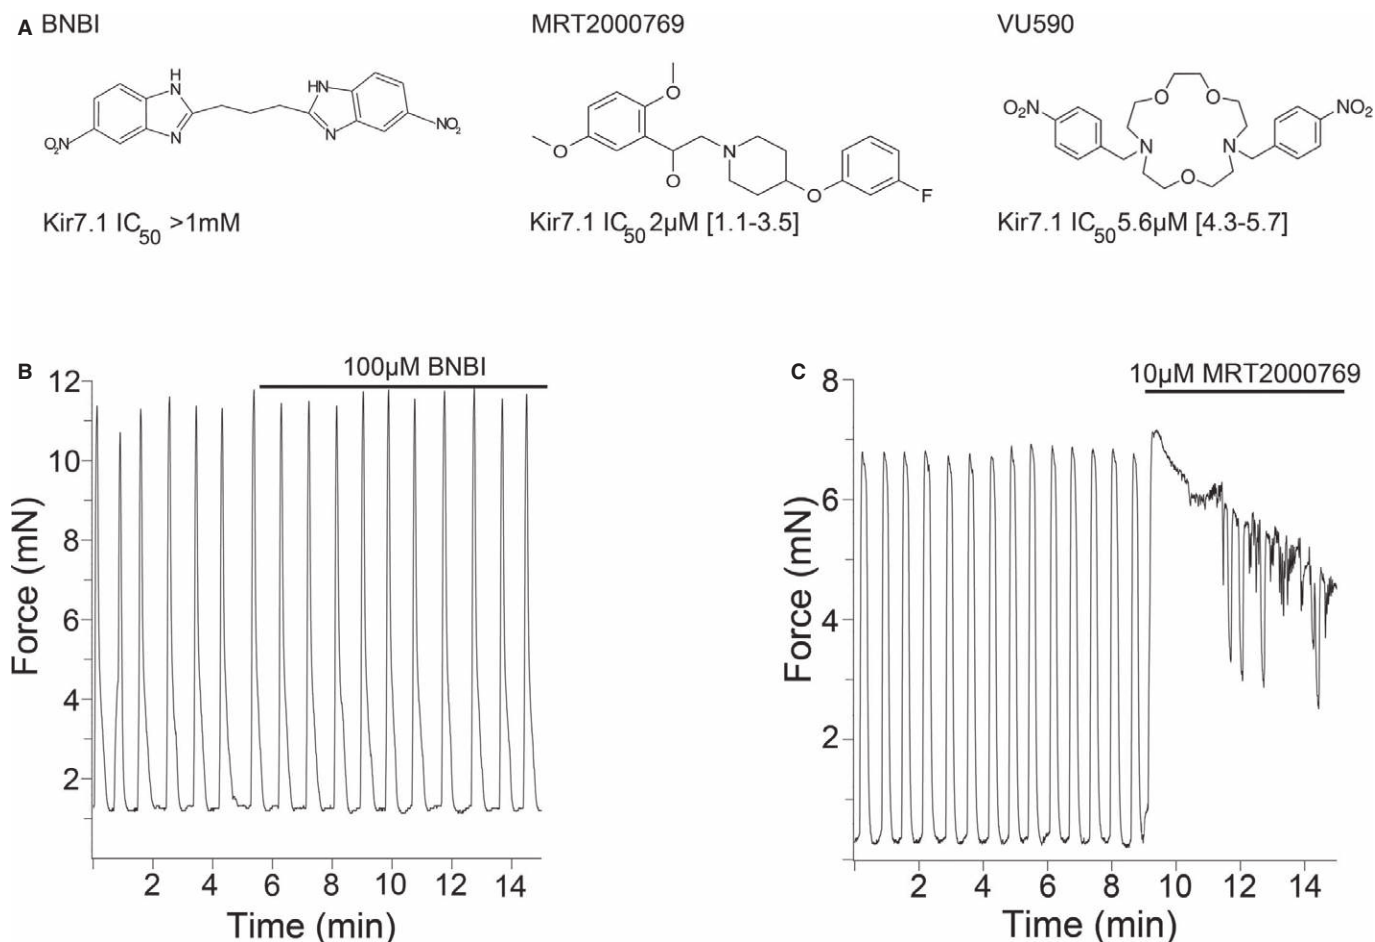 A BNBI
MRT2000769
VU590
H
N
N
O₂N
HN
N
NO₂
O
O
O
N
O
F
O₂N
N
O
O
O
N
NO₂
Kir7.1 IC₅₀ >1mM
Kir7.1 IC₅₀ 2µM [1.1-3.5]
Kir7.1 IC₅₀ 5.6µM [4.3-5.7]
B
100µM BNBI
12
10
8
6
4
2
Force (mN)
2 4 6 8 10 12 14
Time (min)
C
10µM MRT2000769
8
6
4
2
Force (mN)
2 4 6 8 10 12 14
Time (min)